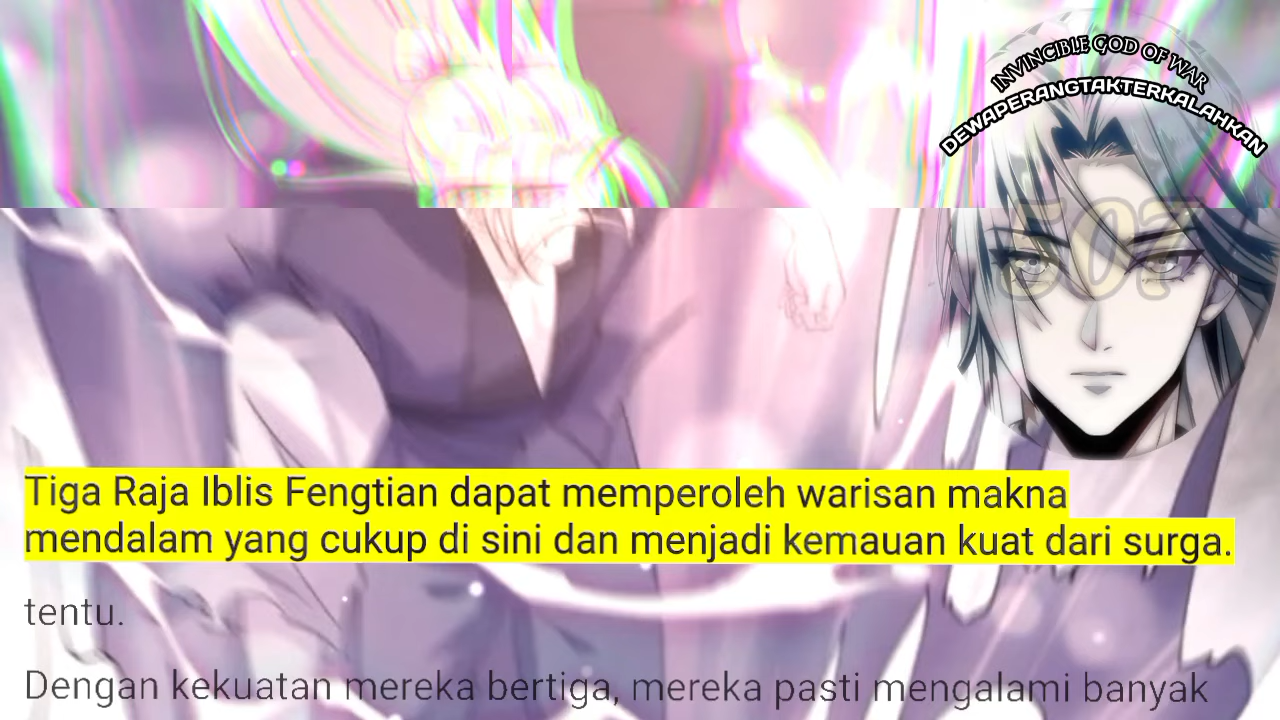 INVINCIBLE GOD OF WAR
DEWAPERANGTAKTERKALAHKAN
507
Tiga Raja Iblis Fengtian dapat memperoleh warisan makna
mendalam yang cukup di sini dan menjadi kemauan kuat dari surga.
tentu.
Dengan kekuatan mereka bertiga, mereka pasti mengalami banyak